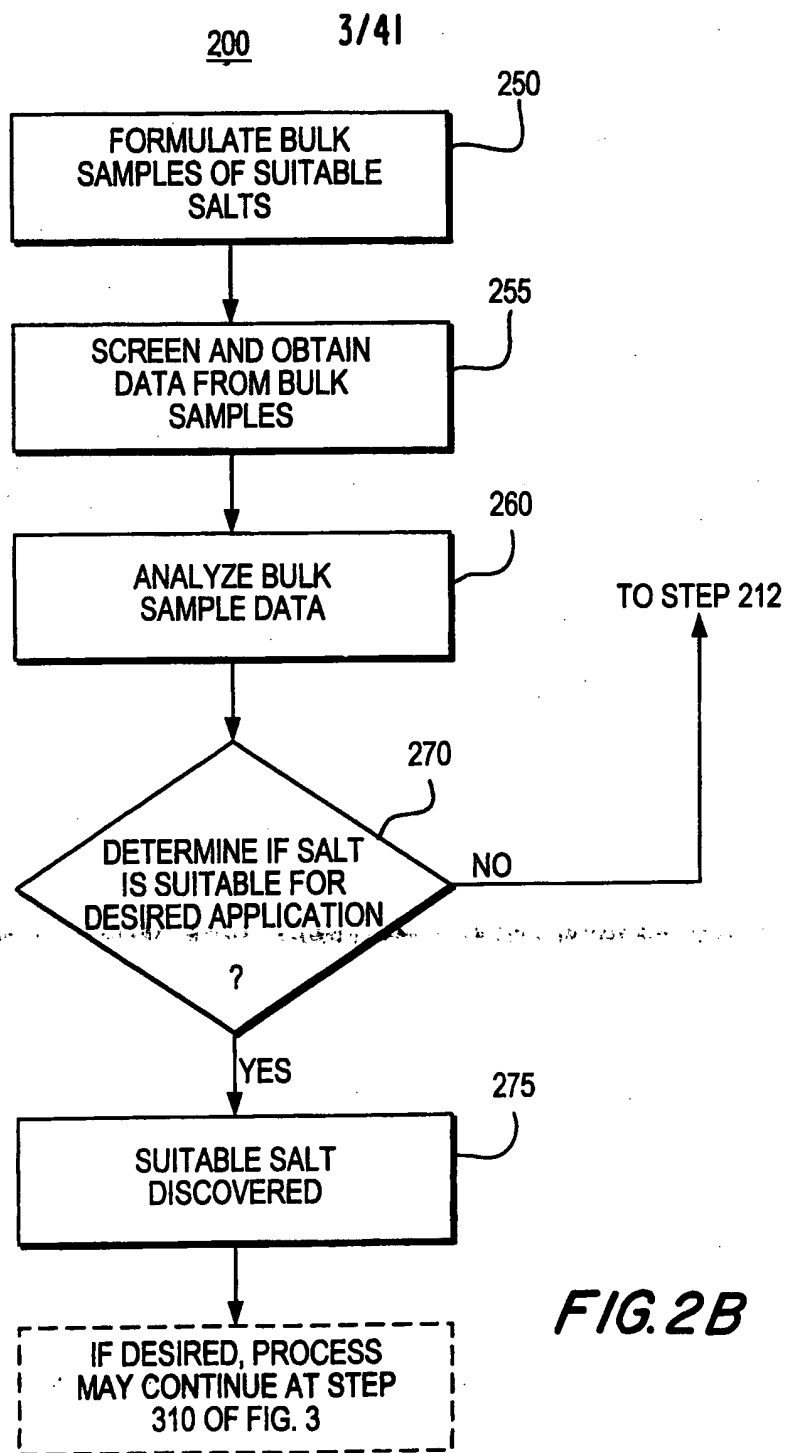 200
3/41
250
FORMULATE BULK
SAMPLES OF SUITABLE
SALTS
255
SCREEN AND OBTAIN
DATA FROM BULK
SAMPLES
260
ANALYZE BULK
SAMPLE DATA
TO STEP 212
270
DETERMINE IF SALT
IS SUITABLE FOR
DESIRED APPLICATION
?
NO
YES
275
SUITABLE SALT
DISCOVERED
IF DESIRED, PROCESS
MAY CONTINUE AT STEP
310 OF FIG. 3
FIG. 2B